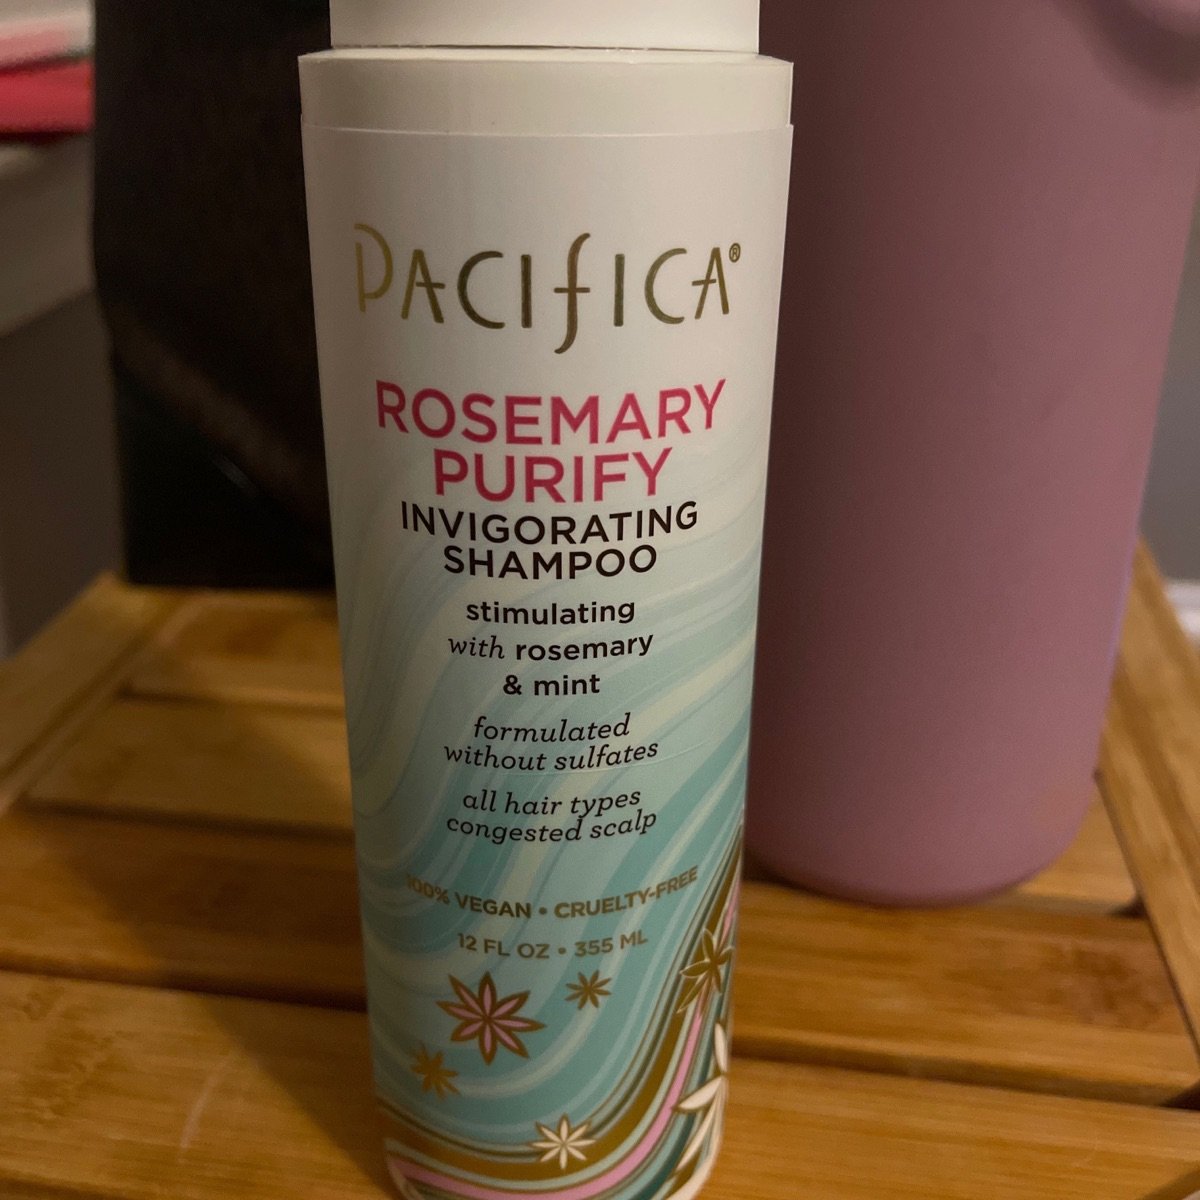 PACIFICA®
ROSEMARY
PURIFY
INVIGORATING
SHAMPOO
stimulating
with rosemary
& mint
formulated
without sulfates
all hair types
congested scalp
100% VEGAN • CRUELTY-FREE
12 FL OZ • 355 ML